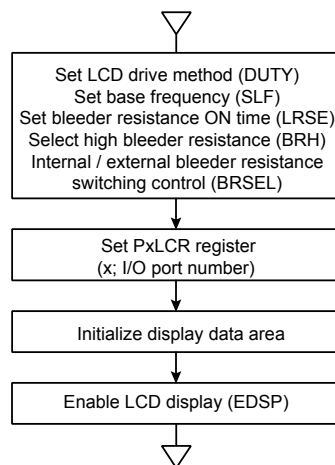 Set LCD drive method (DUTY)
Set base frequency (SLF)
Set bleeder resistance ON time (LRSE)
Select high bleeder resistance (BRH)
Internal / external bleeder resistance
switching control (BRSEL)
Set PxLCR register
(x; I/O port number)
Initialize display data area
Enable LCD display (EDSP)